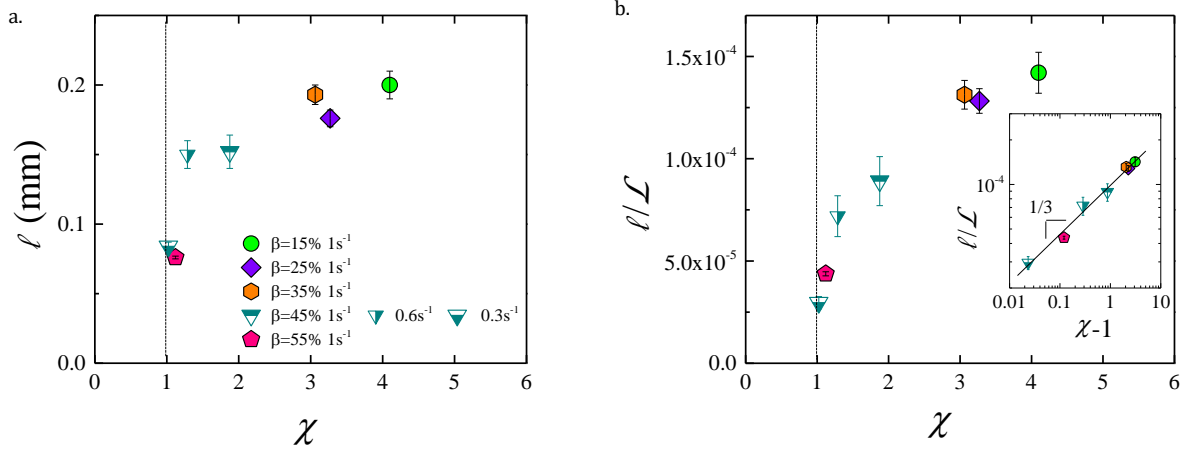 a.
0.2
0.1
0.0
ℓ (mm)
0 1 2 3 4 5 6
χ
β=15% 1s⁻¹
β=25% 1s⁻¹
β=35% 1s⁻¹
β=45% 1s⁻¹ 0.6s⁻¹ 0.3s⁻¹
β=55% 1s⁻¹
b.
1.5x10⁻⁴
1.0x10⁻⁴
5.0x10⁻⁵
0.0
ℓ/ℒ
0 1 2 3 4 5 6
χ
10⁻⁴
ℓ/ℒ
1/3
0.01 0.1 1 10
χ-1